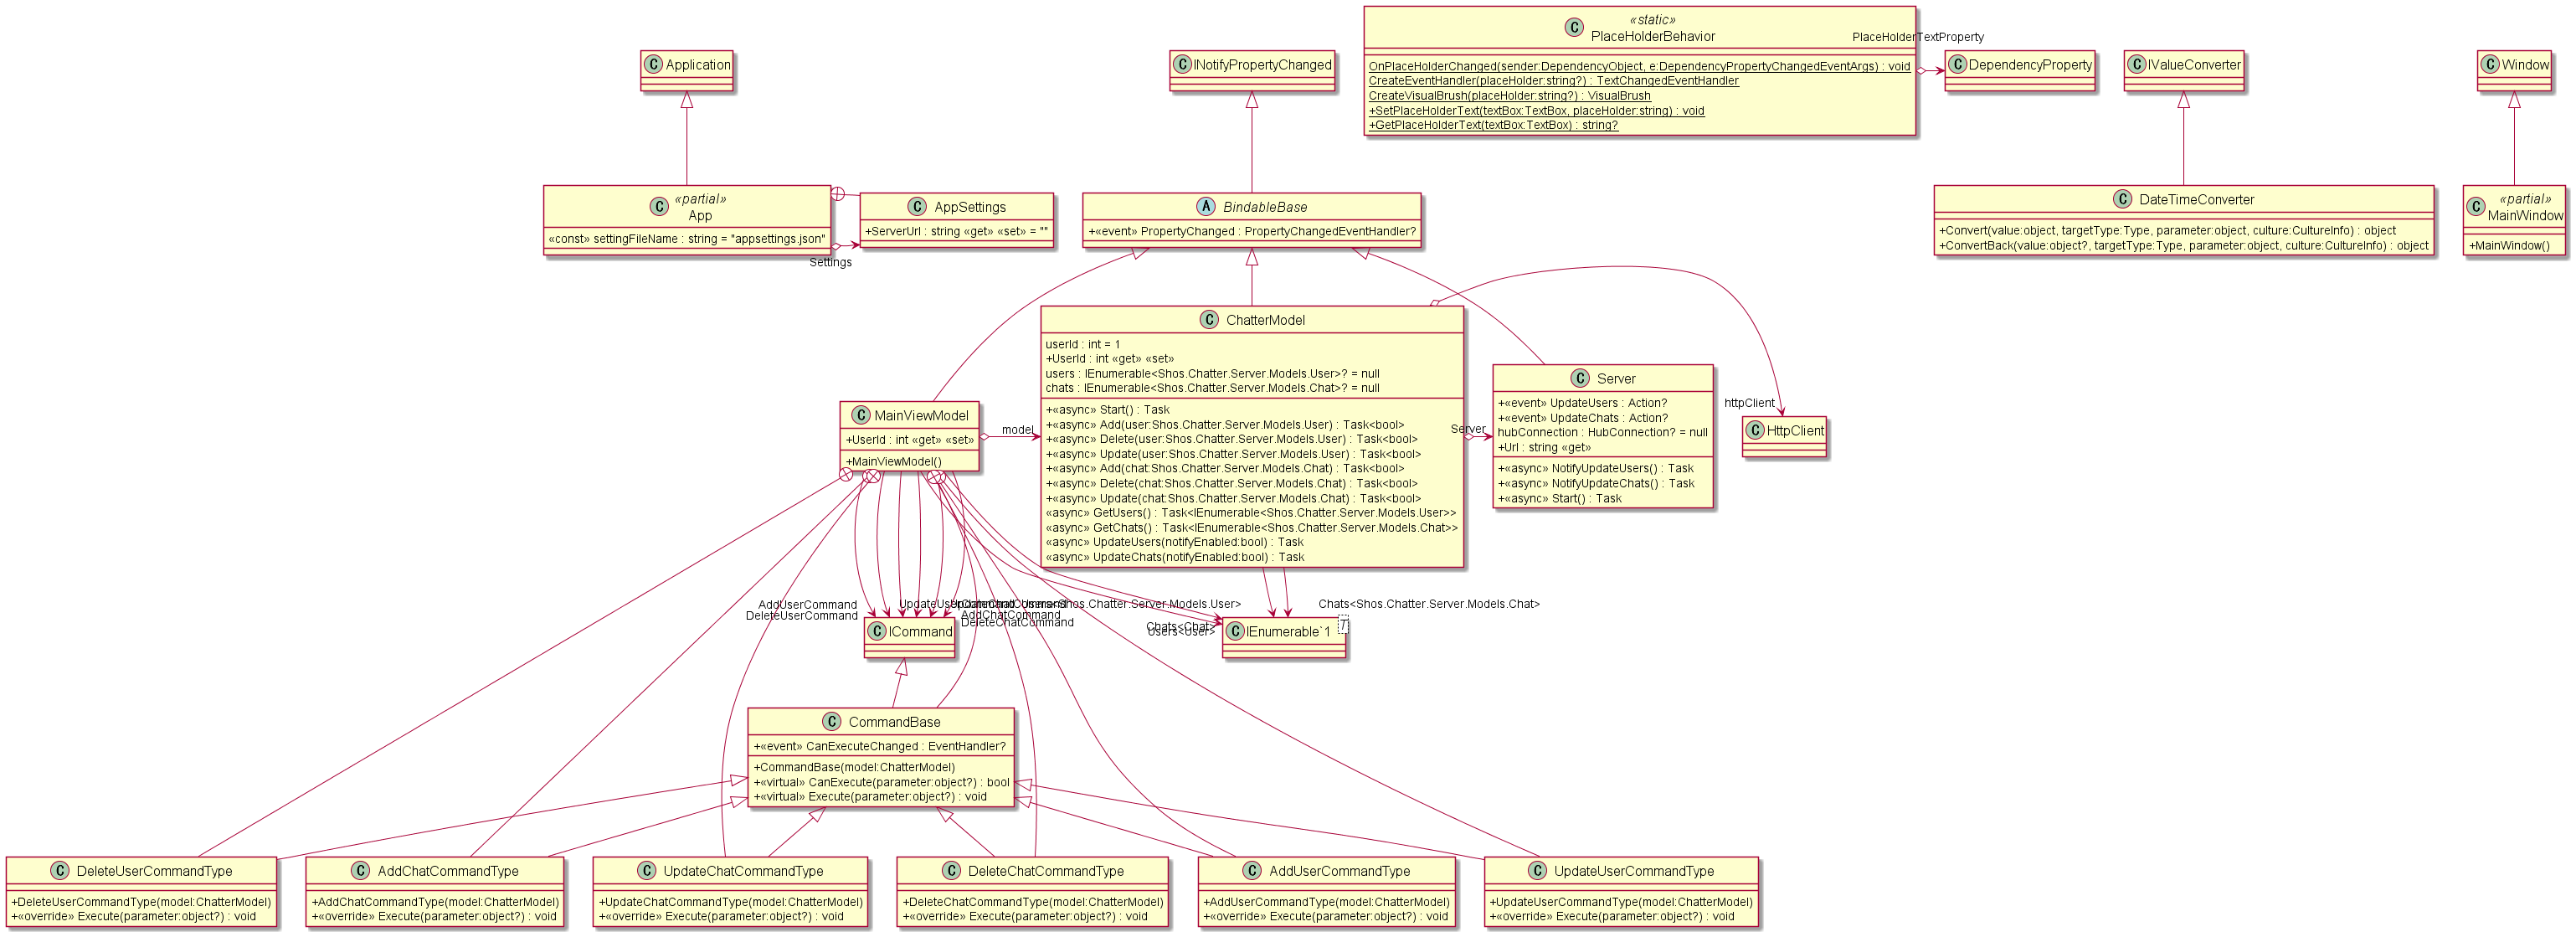 «static»
PlaceHolderBehavior
OnPlaceHolderChanged(sender:DependencyObject, e:DependencyPropertyChangedEventArgs) : void
CreateEventHandler(placeHolder:string?) : TextChangedEventHandler
CreateVisualBrush(placeHolder:string?) : VisualBrush
+SetPlaceHolderText(textBox:TextBox, placeHolder:string) : void
+GetPlaceHolderText(textBox:TextBox) : string?
PlaceHolderTextProperty
C Application
C INotifyPropertyChanged
C DependencyProperty
C IValueConverter
C Window
«partial»
C App
«const» settingFileName : string = "appsettings.json"
Settings
C AppSettings
+ServerUrl : string «get» «set» = ""
A BindableBase
+«event» PropertyChanged : PropertyChangedEventHandler?
C DateTimeConverter
+Convert(value:object, targetType:Type, parameter:object, culture:CultureInfo) : object
+ConvertBack(value:object?, targetType:Type, parameter:object, culture:CultureInfo) : object
«partial»
C MainWindow
+MainWindow()
C ChatterModel
userId : int = 1
+UserId : int «get» «set»
users : IEnumerable<Shos.Chatter.Server.Models.User>? = null
chats : IEnumerable<Shos.Chatter.Server.Models.Chat>? = null
+«async» Start() : Task
+«async» Add(user:Shos.Chatter.Server.Models.User) : Task<bool>
+«async» Delete(user:Shos.Chatter.Server.Models.User) : Task<bool>
+«async» Update(user:Shos.Chatter.Server.Models.User) : Task<bool>
+«async» Add(chat:Shos.Chatter.Server.Models.Chat) : Task<bool>
+«async» Delete(chat:Shos.Chatter.Server.Models.Chat) : Task<bool>
+«async» Update(chat:Shos.Chatter.Server.Models.Chat) : Task<bool>
«async» GetUsers() : Task<IEnumerable<Shos.Chatter.Server.Models.User>>
«async» GetChats() : Task<IEnumerable<Shos.Chatter.Server.Models.Chat>>
«async» UpdateUsers(notifyEnabled:bool) : Task
«async» UpdateChats(notifyEnabled:bool) : Task
C MainViewModel
+UserId : int «get» «set»
+MainViewModel()
model
Server
C Server
+«event» UpdateUsers : Action?
+«event» UpdateChats : Action?
hubConnection : HubConnection? = null
+Url : string «get»
+«async» NotifyUpdateUsers() : Task
+«async» NotifyUpdateChats() : Task
+«async» Start() : Task
httpClient
C HttpClient
AddUserCommand
DeleteUserCommand
UpdateUserCommand
UpdateChatCommand
AddChatCommand
DeleteChatCommand
Users<Shos.Chatter.Server.Models.User>
Chats<Shos.Chatter.Server.Models.Chat>
Chats<Chat>
Users<User>
C ICommand
C IEnumerable`1
T
C CommandBase
+«event» CanExecuteChanged : EventHandler?
+CommandBase(model:ChatterModel)
+«virtual» CanExecute(parameter:object?) : bool
+«virtual» Execute(parameter:object?) : void
C DeleteUserCommandType
+DeleteUserCommandType(model:ChatterModel)
+«override» Execute(parameter:object?) : void
C AddChatCommandType
+AddChatCommandType(model:ChatterModel)
+«override» Execute(parameter:object?) : void
C UpdateChatCommandType
+UpdateChatCommandType(model:ChatterModel)
+«override» Execute(parameter:object?) : void
C DeleteChatCommandType
+DeleteChatCommandType(model:ChatterModel)
+«override» Execute(parameter:object?) : void
C AddUserCommandType
+AddUserCommandType(model:ChatterModel)
+«override» Execute(parameter:object?) : void
C UpdateUserCommandType
+UpdateUserCommandType(model:ChatterModel)
+«override» Execute(parameter:object?) : void